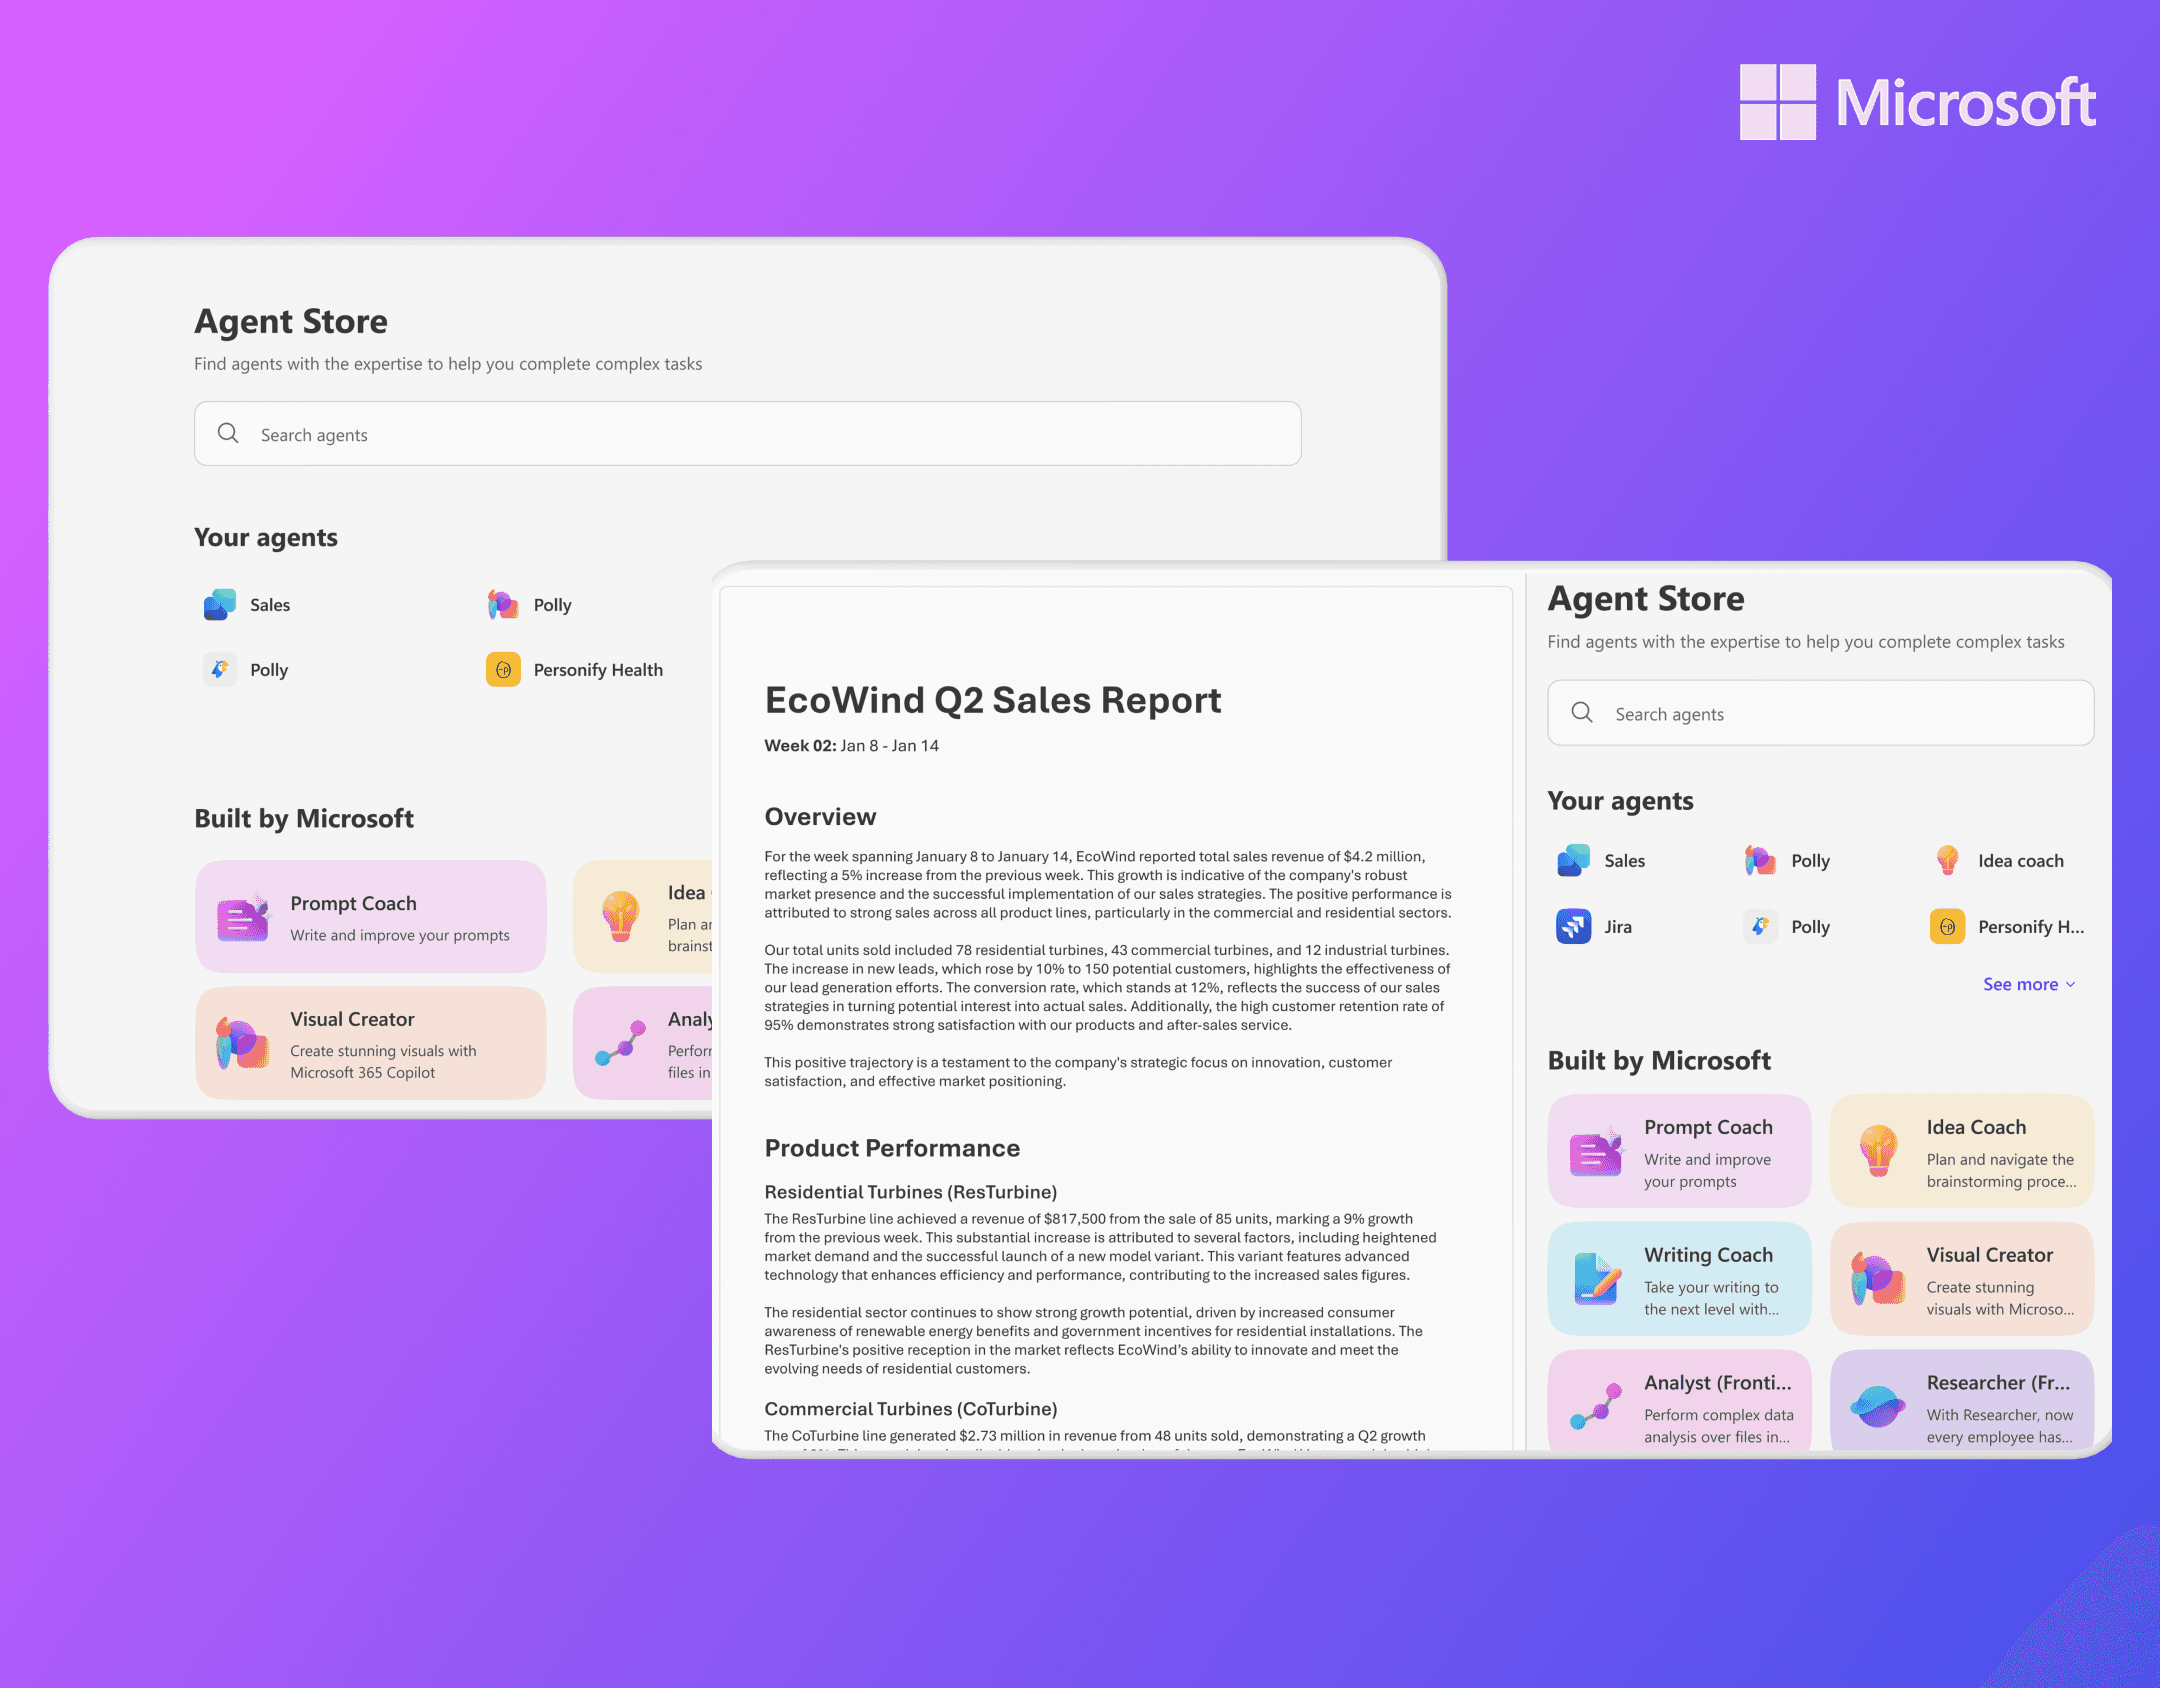 Microsoft
Agent Store
Find agents with the expertise to help you complete complex tasks
Search agents
Your agents
Sales
Polly
Polly
Personify Health
Built by Microsoft
Prompt Coach
Write and improve your prompts
Idea
Plan
Visual Creator
Create stunning visuals with
Microsoft 365 Copilot
files in
EcoWind Q2 Sales Report
Week 02: Jan 8 - Jan 14
Overview
For the week spanning January 8 to January 14, EcoWind reported total sales revenue of $4.2 million,
reflecting a 5% increase from the previous week. This growth is indicative of the company's robust
market presence and the successful implementation of our sales strategies. The positive performance is
attributed to strong sales across all product lines, particularly in the commercial and residential sectors.
Our total units sold included 78 residential turbines, 43 commercial turbines, and 12 industrial turbines.
The increase in new leads, which rose by 10% to 150 potential customers, highlights the effectiveness of
our lead generation efforts. The conversion rate, which stands at 12%, reflects the success of our sales
strategies in turning potential interest into actual sales. Additionally, the high customer retention rate of
95% demonstrates strong satisfaction with our products and after-sales service.
This positive trajectory is a testament to the company's strategic focus on innovation, customer
satisfaction, and effective market positioning.
Product Performance
Residential Turbines (ResTurbine)
The ResTurbine line achieved a revenue of $817,500 from the sale of 85 units, marking a 9% growth
from the previous week. This substantial increase is attributed to several factors, including heightened
market demand and the successful launch of a new model variant. This variant features advanced
technology that enhances efficiency and performance, contributing to the increased sales figures.
The residential sector continues to show strong growth potential, driven by increased consumer
awareness of renewable energy benefits and government incentives for residential installations. The
ResTurbine's positive reception in the market reflects EcoWind's ability to innovate and meet the
evolving needs of residential customers.
Commercial Turbines (CoTurbine)
The CoTurbine line generated $2.73 million in revenue from 48 units sold, demonstrating a Q2 growth
Agent Store
Find agents with the expertise to help you complete complex tasks
Search agents
Your agents
Sales
Polly
Idea coach
Jira
Polly
Personify H...
See more
Built by Microsoft
Prompt Coach
Write and improve
your prompts
Idea Coach
Plan and navigate the
brainstorming proce...
Writing Coach
Take your writing to
the next level with...
Visual Creator
Create stunning
visuals with Microso...
Analyst (Fronti...
Perform complex data
analysis over files in...
Researcher (Fr...
With Researcher, now
every employee has...